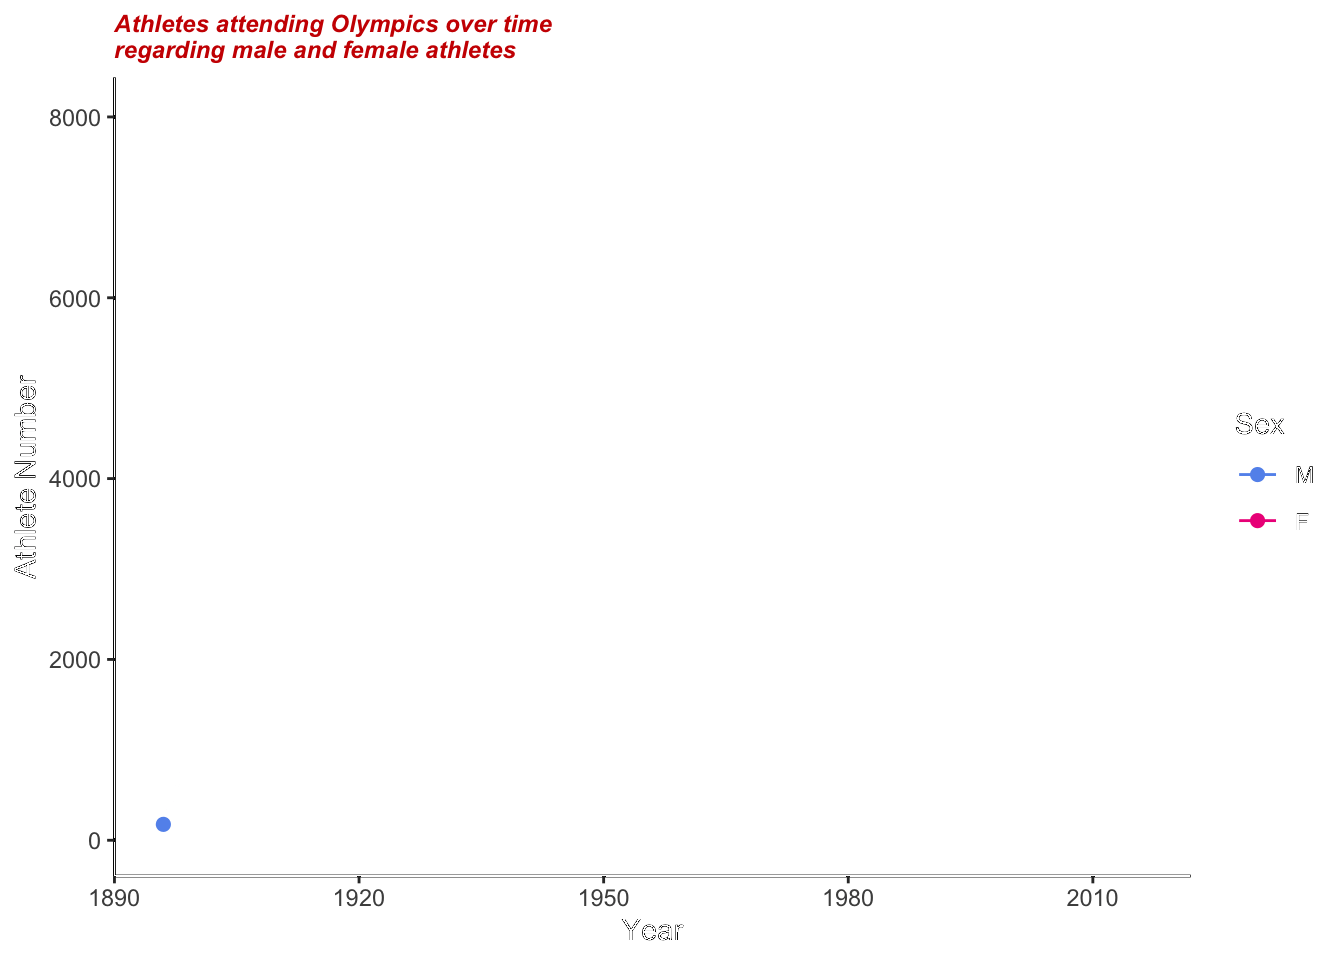 Athletes attending Olympics over time
regarding male and female athletes
8000
6000
4000
2000
0
Athlete Number
1890 1920 1950 1980 2010
Year
Sex
M
F